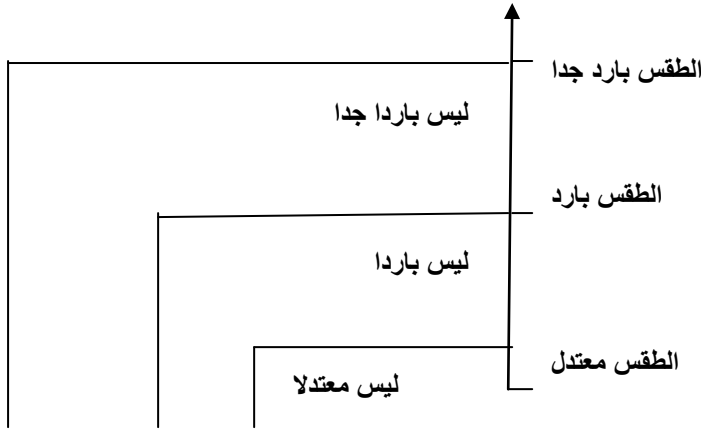 الطقس بارد جدا
ليس باردا جدا
الطقس بارد
ليس باردا
الطقس معتدل
ليس معتدلا